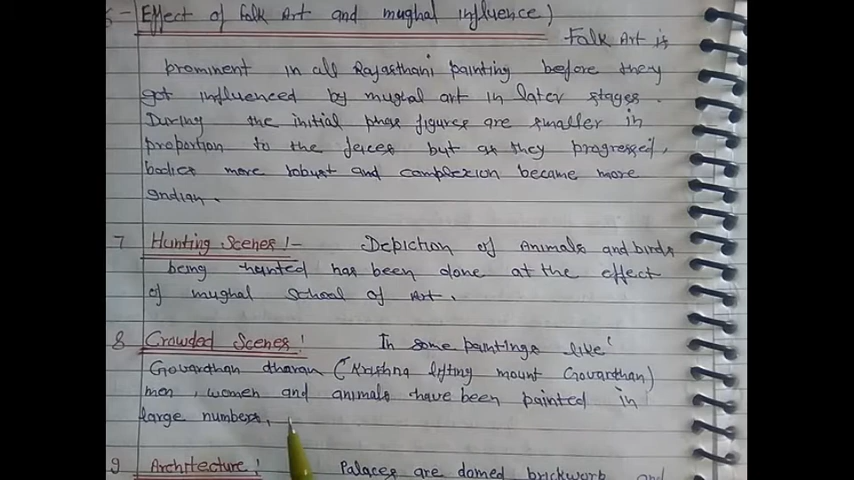 6- Effect of Folk Art and mughal influence)
Folk Art is
prominent in all Rajasthani painting before they
got influenced by mughal art in later stages.
During the initial phase figures are smaller in
proportion to the faces but as they progressed,
bodies more robust and complexion became more
Indian.
7 Hunting Scenes!- Depiction of Animals and birds
being hunted has been done at the effect
of mughal school of Art.
8 Crowded Scenes! In some paintings like'
Govardhan dharan (Krishna lifting mount Govardhan)
men, women and animals have been painted in
large numbers,
9 Architecture! Palaces are domed brickwork and